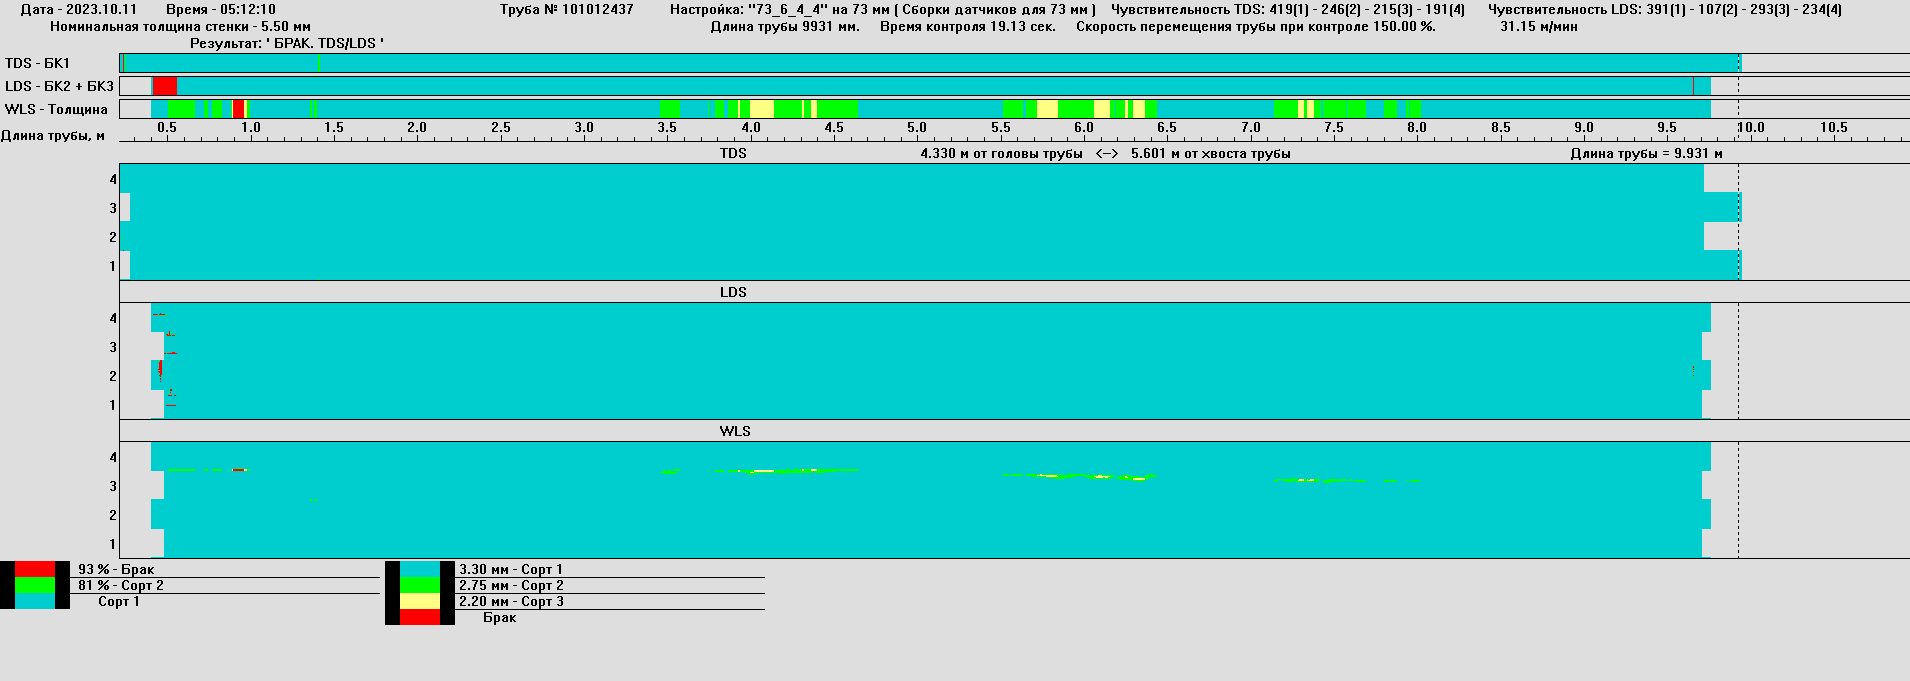 Дата - 2023.10.11 Время - 05:12:10 Труба № 101012437 Настройка: "73_6_4_4" на 73 мм ( Сборки датчиков для 73 мм ) Чувствительность TDS: 419(1) - 246(2) - 215(3) - 191(4) Чувствительность LDS: 391(1) - 107(2) - 293(3) - 234(4)
Номинальная толщина стенки - 5.50 мм Длина трубы 9931 мм. Время контроля 19.13 сек. Скорость перемещения трубы при контроле 150.00 %. 31.15 м/мин
Результат: ' БРАК. TDS/LDS '
TDS - БК1
LDS - БК2 + БК3
WLS - Толщина
Длина трубы, м 0.5 1.0 1.5 2.0 2.5 3.0 3.5 4.0 4.5 5.0 5.5 6.0 6.5 7.0 7.5 8.0 8.5 9.0 9.5 10.0 10.5
TDS 4.330 м от головы трубы <--> 5.601 м от хвоста трубы Длина трубы = 9.931 м
4
3
2
1
LDS
4
3
2
1
WLS
4
3
2
1
93 % - Брак 3.30 мм - Сорт 1
81 % - Сорт 2 2.75 мм - Сорт 2
Сорт 1 2.20 мм - Сорт 3
Брак